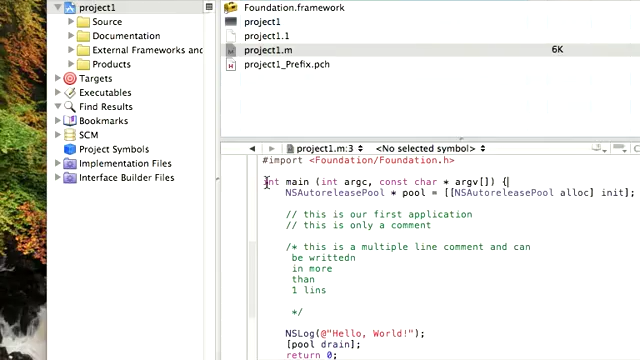 project1
Source
Documentation
External Frameworks and
Products
Targets
Executables
Find Results
Bookmarks
SCM
Project Symbols
Implementation Files
Interface Builder Files
Foundation.framework
project1
project1.1
project1.m 6K
project1_Prefix.pch
project1.m:3 <No selected symbol>
#import <Foundation/Foundation.h>
int main (int argc, const char * argv[]) {
NSAutoreleasePool * pool = [[NSAutoreleasePool alloc] init];
// this is our first application
// this is only a comment
/* this is a multiple line comment and can
be writtedn
in more
than
1 lins
*/
NSLog(@"Hello, World!");
[pool drain];
return 0;